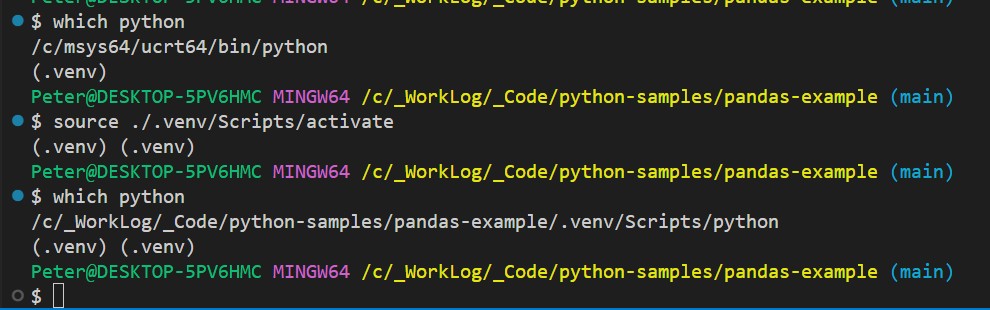 Peter@DESKTOP-5PV6HMC MINGW64 /c/_WorkLog/_Code/python-samples/pandas-example (main)
$ which python
/c/msys64/ucrt64/bin/python
(.venv)
Peter@DESKTOP-5PV6HMC MINGW64 /c/_WorkLog/_Code/python-samples/pandas-example (main)
$ source ./.venv/Scripts/activate
(.venv) (.venv)
Peter@DESKTOP-5PV6HMC MINGW64 /c/_WorkLog/_Code/python-samples/pandas-example (main)
$ which python
/c/_WorkLog/_Code/python-samples/pandas-example/.venv/Scripts/python
(.venv) (.venv)
Peter@DESKTOP-5PV6HMC MINGW64 /c/_WorkLog/_Code/python-samples/pandas-example (main)
$